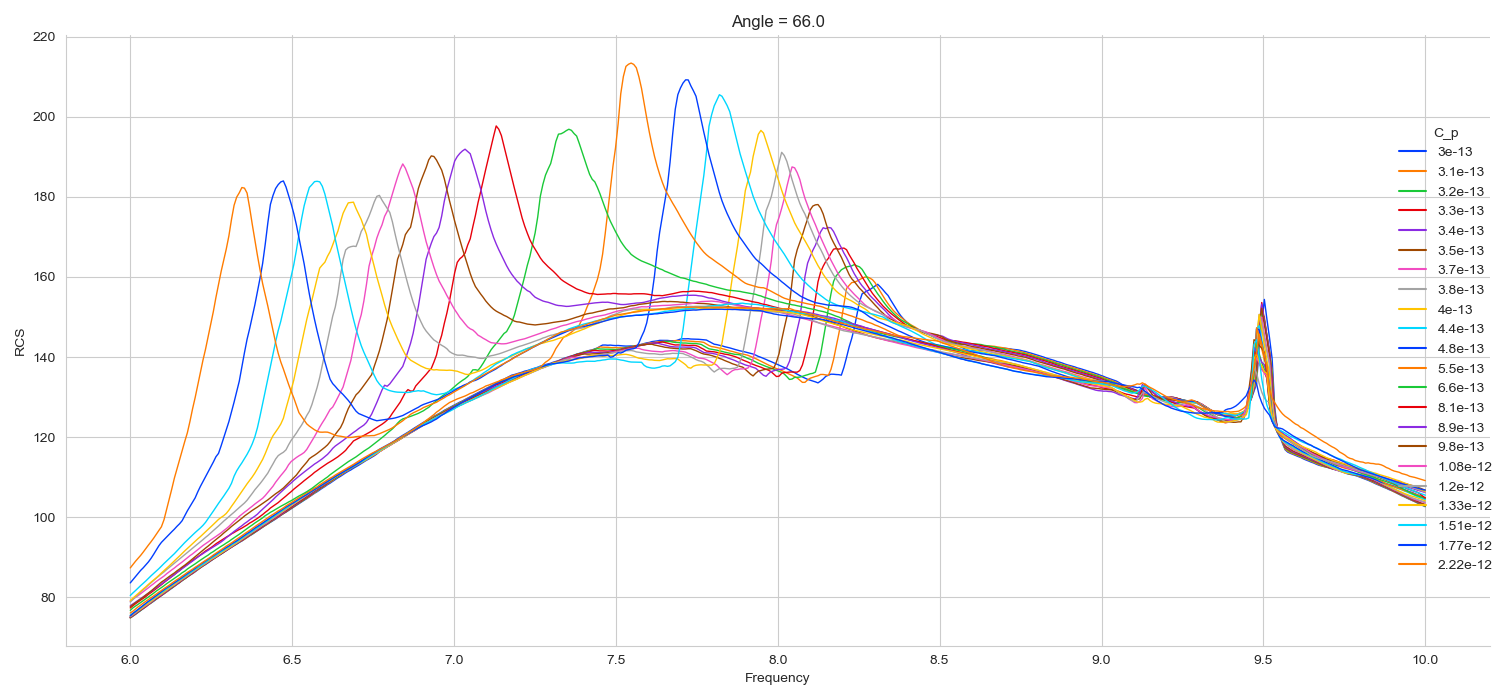 Angle = 66.0
220
200
180
160
140
120
100
80
RCS
6.0
6.5
7.0
7.5
8.0
8.5
9.0
9.5
10.0
Frequency
C_p
3e-13
3.1e-13
3.2e-13
3.3e-13
3.4e-13
3.5e-13
3.7e-13
3.8e-13
4e-13
4.4e-13
4.8e-13
5.5e-13
6.6e-13
8.1e-13
8.9e-13
9.8e-13
1.08e-12
1.2e-12
1.33e-12
1.51e-12
1.77e-12
2.22e-12